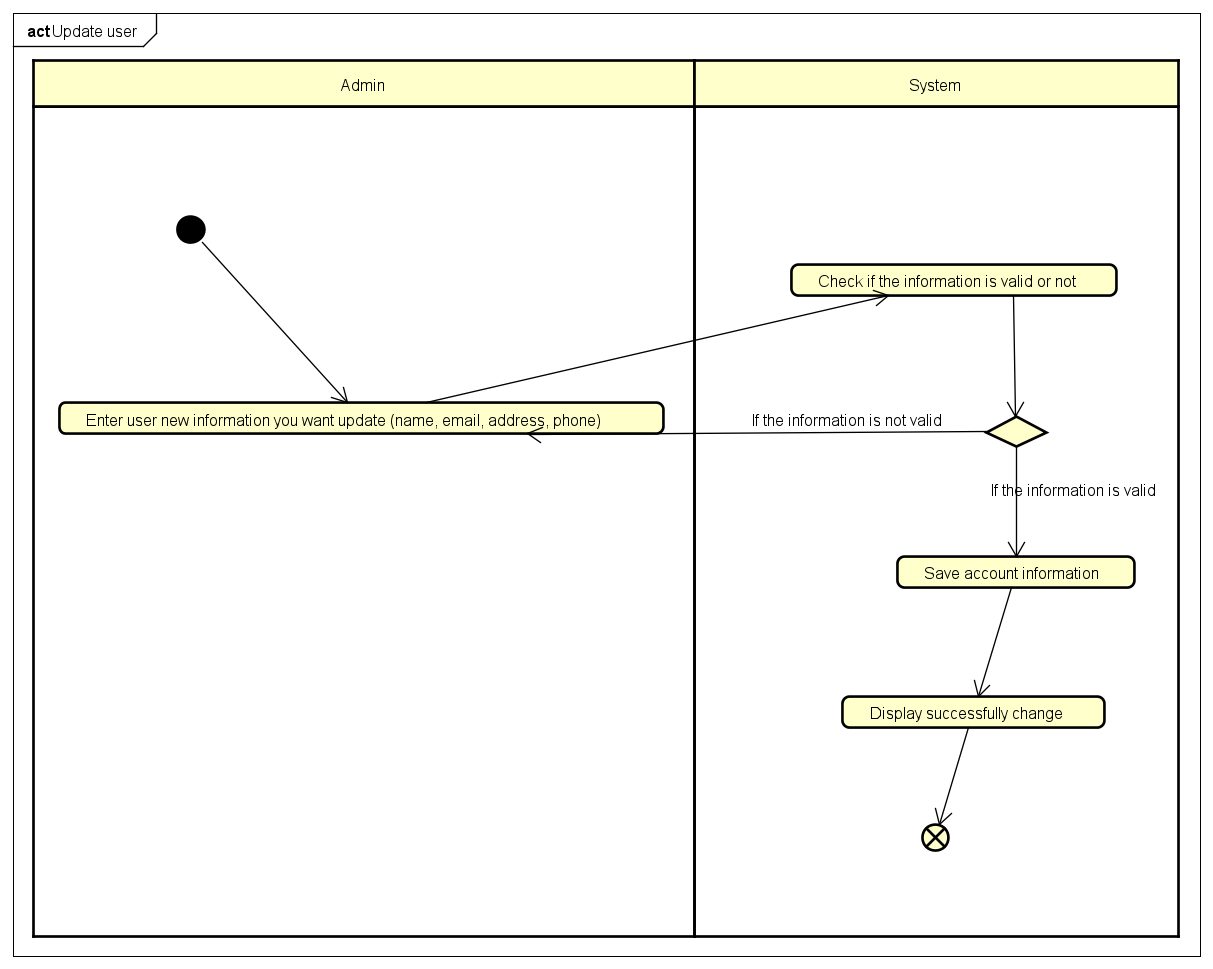 act Update user
Admin
System
Check if the information is valid or not
Enter user new information you want update (name, email, address, phone)
If the information is not valid
If the information is valid
Save account information
Display successfully change